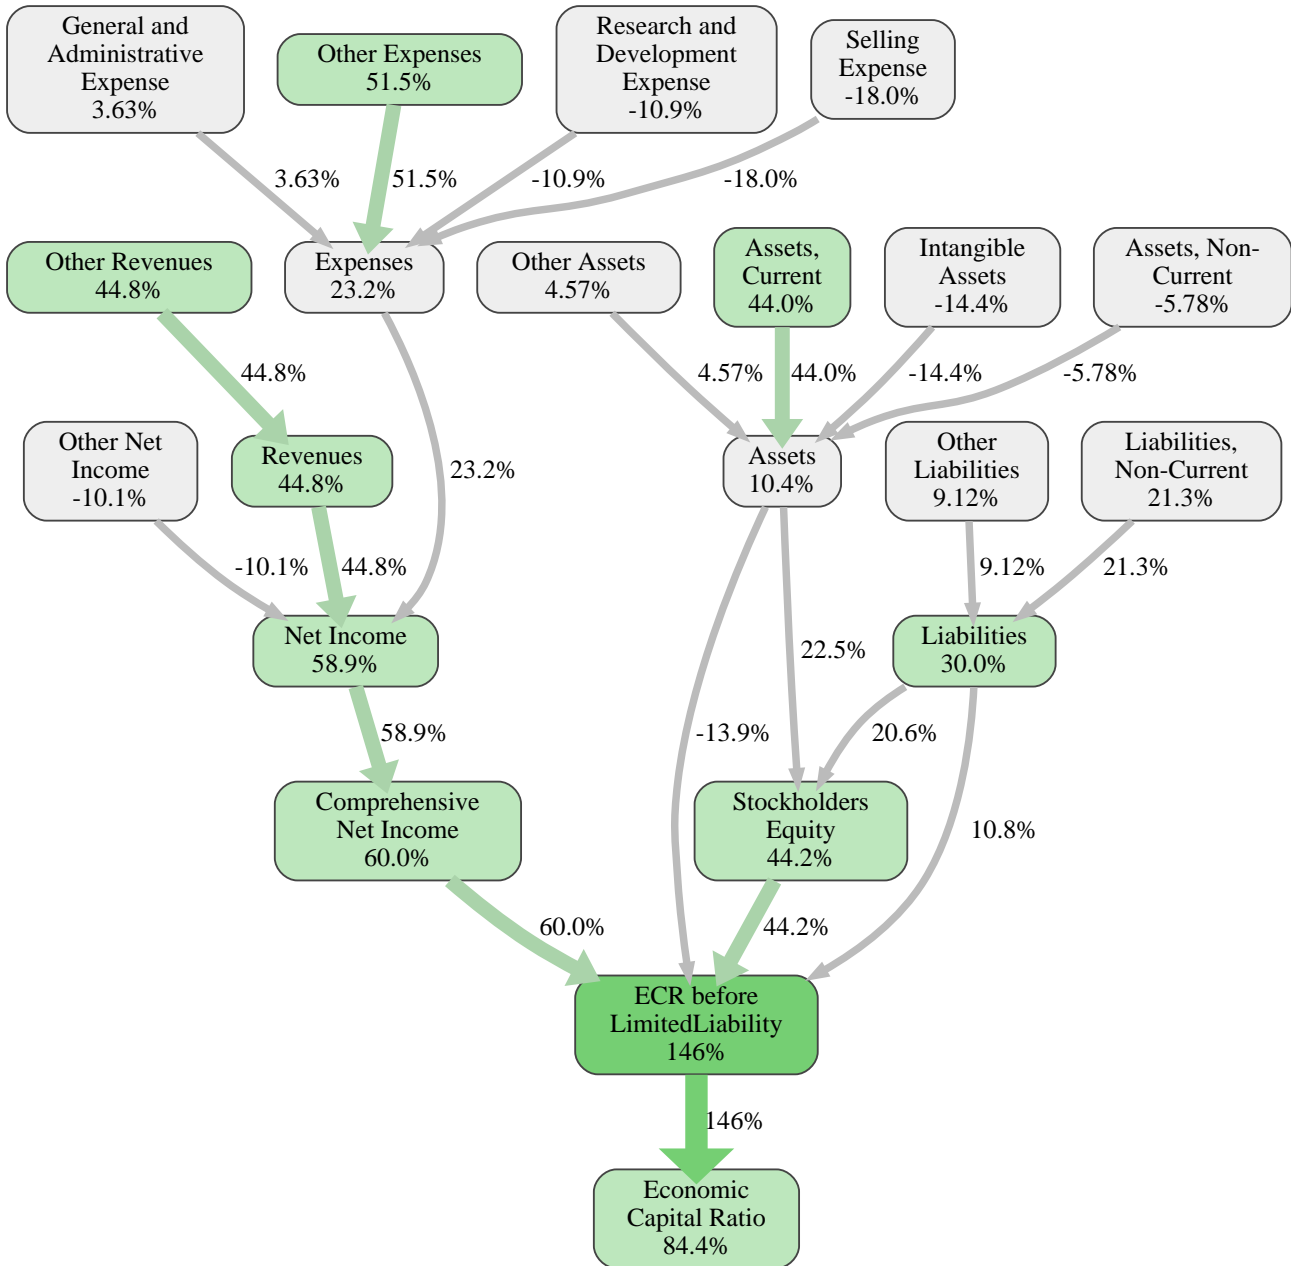 General and
Administrative
Expense
3.63%
Other Expenses
51.5%
Research and
Development
Expense
-10.9%
Selling
Expense
-18.0%
3.63%
51.5%
-10.9%
-18.0%
Other Revenues
44.8%
Expenses
23.2%
Other Assets
4.57%
Assets,
Current
44.0%
Intangible
Assets
-14.4%
Assets, Non-
Current
-5.78%
44.8%
4.57%
44.0%
-14.4%
-5.78%
Other Net
Income
-10.1%
Revenues
44.8%
23.2%
Assets
10.4%
Other
Liabilities
9.12%
Liabilities,
Non-Current
21.3%
-10.1%
44.8%
9.12%
21.3%
Net Income
58.9%
22.5%
Liabilities
30.0%
58.9%
-13.9%
20.6%
Comprehensive
Net Income
60.0%
Stockholders
Equity
44.2%
10.8%
60.0%
44.2%
ECR before
LimitedLiability
146%
146%
Economic
Capital Ratio
84.4%